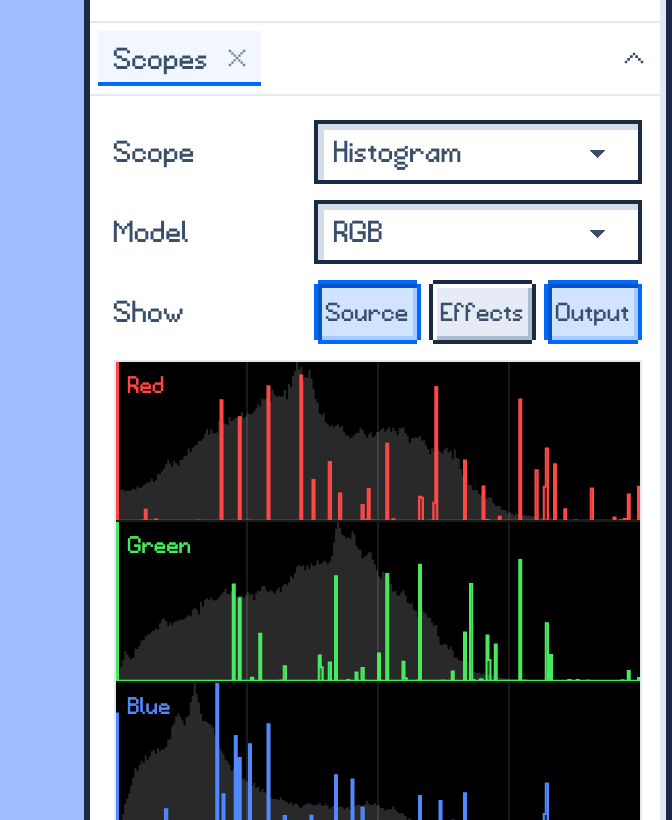 Scopes
Scope Histogram
Model RGB
Show Source Effects Output
Red
Green
Blue